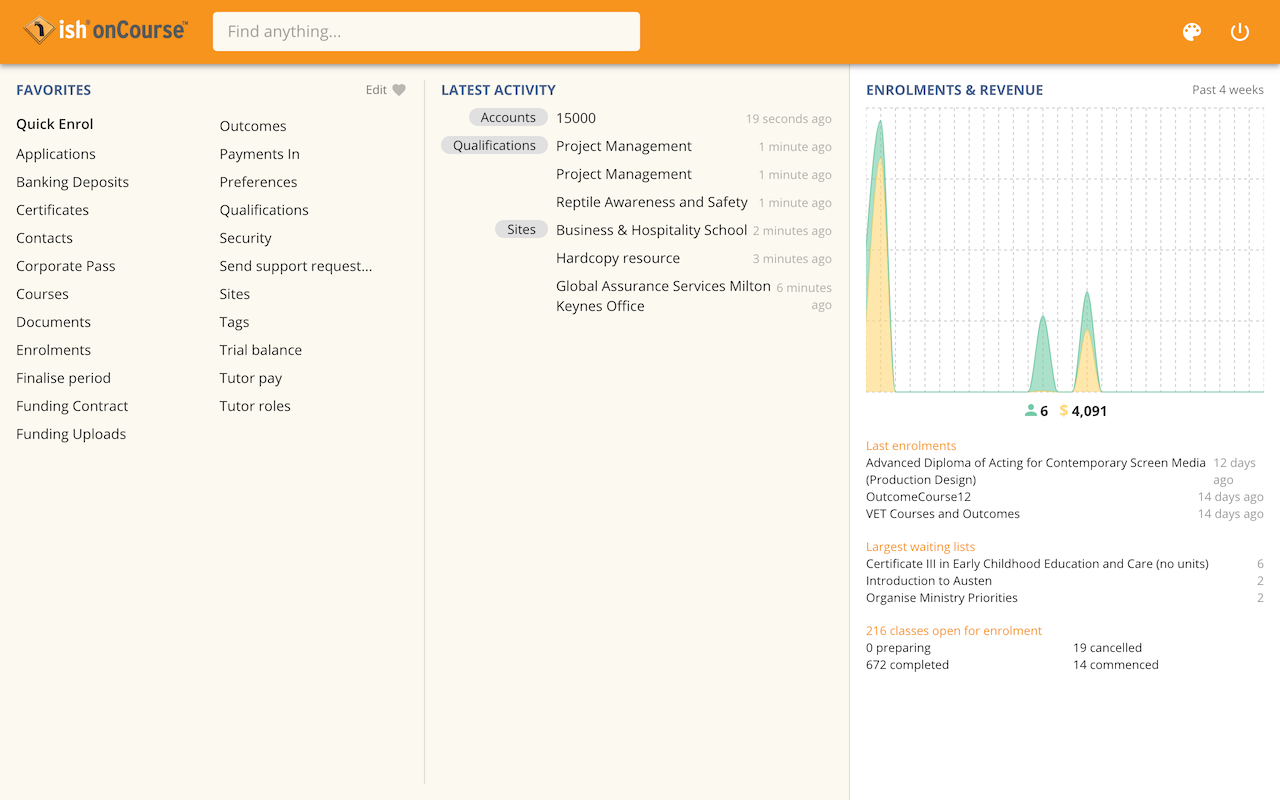 ish® onCourse™
Find anything...
FAVORITES
Edit
Quick Enrol
Applications
Banking Deposits
Certificates
Contacts
Corporate Pass
Courses
Documents
Enrolments
Finalise period
Funding Contract
Funding Uploads
Outcomes
Payments In
Preferences
Qualifications
Security
Send support request...
Sites
Tags
Trial balance
Tutor pay
Tutor roles
LATEST ACTIVITY
Accounts 15000 19 seconds ago
Qualifications Project Management 1 minute ago
Project Management 1 minute ago
Reptile Awareness and Safety 1 minute ago
Sites Business & Hospitality School 2 minutes ago
Hardcopy resource 3 minutes ago
Global Assurance Services Milton 6 minutes
Keynes Office ago
ENROLMENTS & REVENUE Past 4 weeks
6 $ 4,091
Last enrolments
Advanced Diploma of Acting for Contemporary Screen Media 12 days
(Production Design) ago
OutcomeCourse12 14 days ago
VET Courses and Outcomes 14 days ago
Largest waiting lists
Certificate III in Early Childhood Education and Care (no units) 6
Introduction to Austen 2
Organise Ministry Priorities 2
216 classes open for enrolment
0 preparing 19 cancelled
672 completed 14 commenced